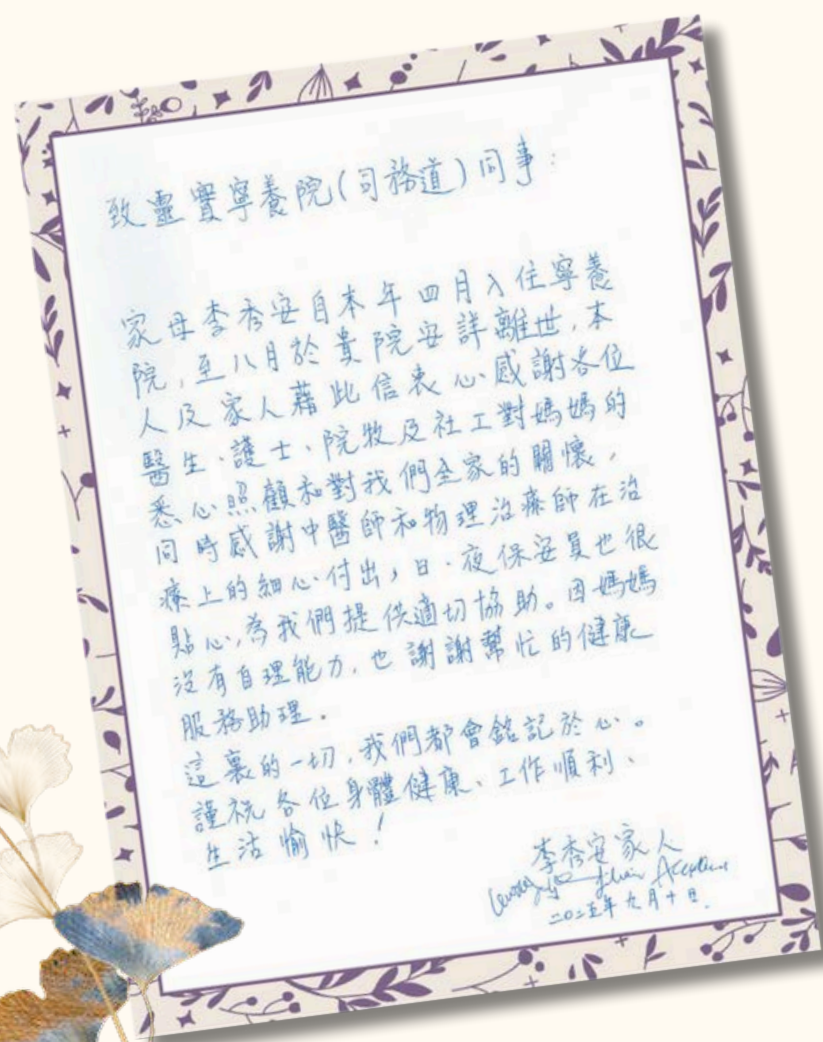 致靈實寧養院(司務道)同事：
家母李秀安自本年四月入住寧養
院,至八月於貴院安詳離世,本
人及家人藉此信衷心感謝各位
醫生、護士、院牧及社工對媽媽的
悉心照顧和對我們全家的關懷,
同時感謝中醫師和物理治療師在治
療上的細心付出,日、夜保安員也很
貼心,為我們提供適切協助。因媽媽
沒有自理能力,也謝謝幫忙的健康
服務助理.
這裏的一切,我們都會銘記於心。
謹祝各位身體健康、工作順利、
生活愉快!
李秀安家人
二〇二五年九月十日.